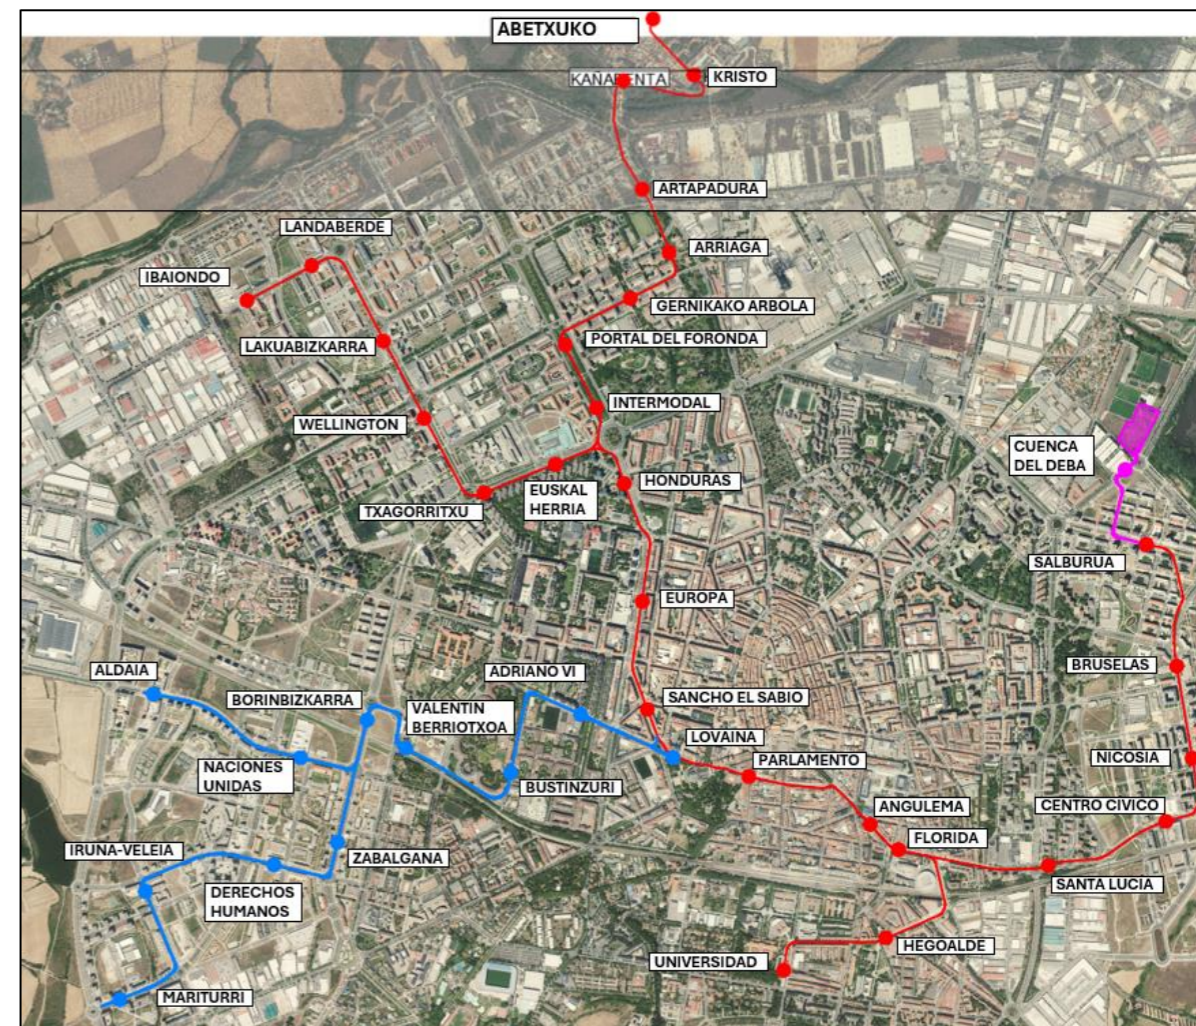 ABETXUKO
KAÑABENTA
KRISTO
ARTAPADURA
LANDABERDE
ARRIAGA
IBAIONDO
GERNIKAKO ARBOLA
LAKUABIZKARRA
PORTAL DEL FORONDA
INTERMODAL
WELLINGTON
CUENCA
DEL DEBA
HONDURAS
EUSKAL
HERRIA
TXAGORRITXU
SALBURUA
EUROPA
BRUSELAS
ALDAIA
ADRIANO VI
BORINBIZKARRA
SANCHO EL SABIO
VALENTIN
BERRIOTXOA
LOVAINA
NICOSIA
PARLAMENTO
NACIONES
UNIDAS
BUSTINZURI
CENTRO CIVICO
ANGULEMA
FLORIDA
IRUNA-VELEIA
ZABALGANA
SANTA LUCIA
DERECHOS
HUMANOS
HEGOALDE
UNIVERSIDAD
MARITURRI